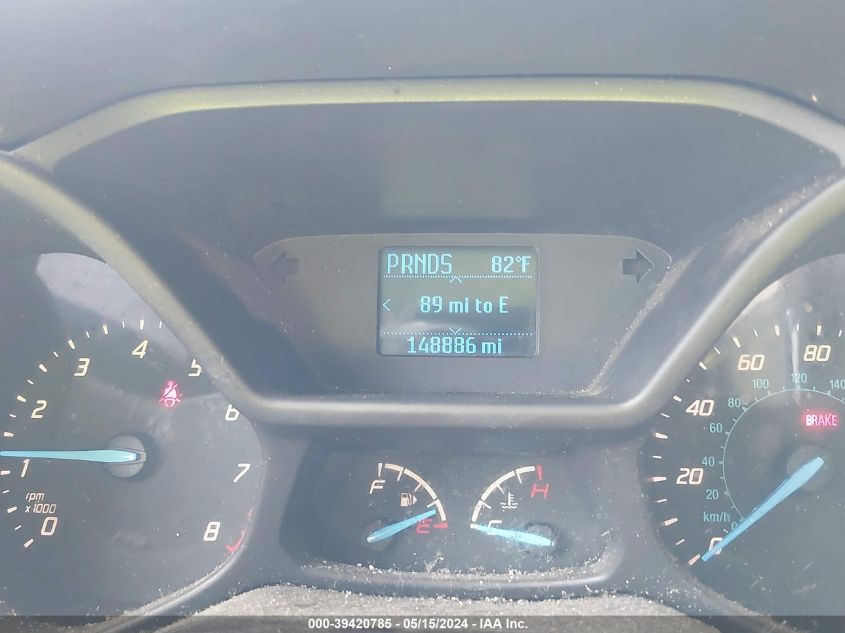 PRNDS 82°F
< 89 mi to E
148886 mi
0 1 2 3 4 5 6 7 8
rpm
x1000
F E
C H
0 20 40 60 80
0 20 40 60 80 100 120 140
km/h
BRAKE
000-39420785 - 05/15/2024 - IAA Inc.